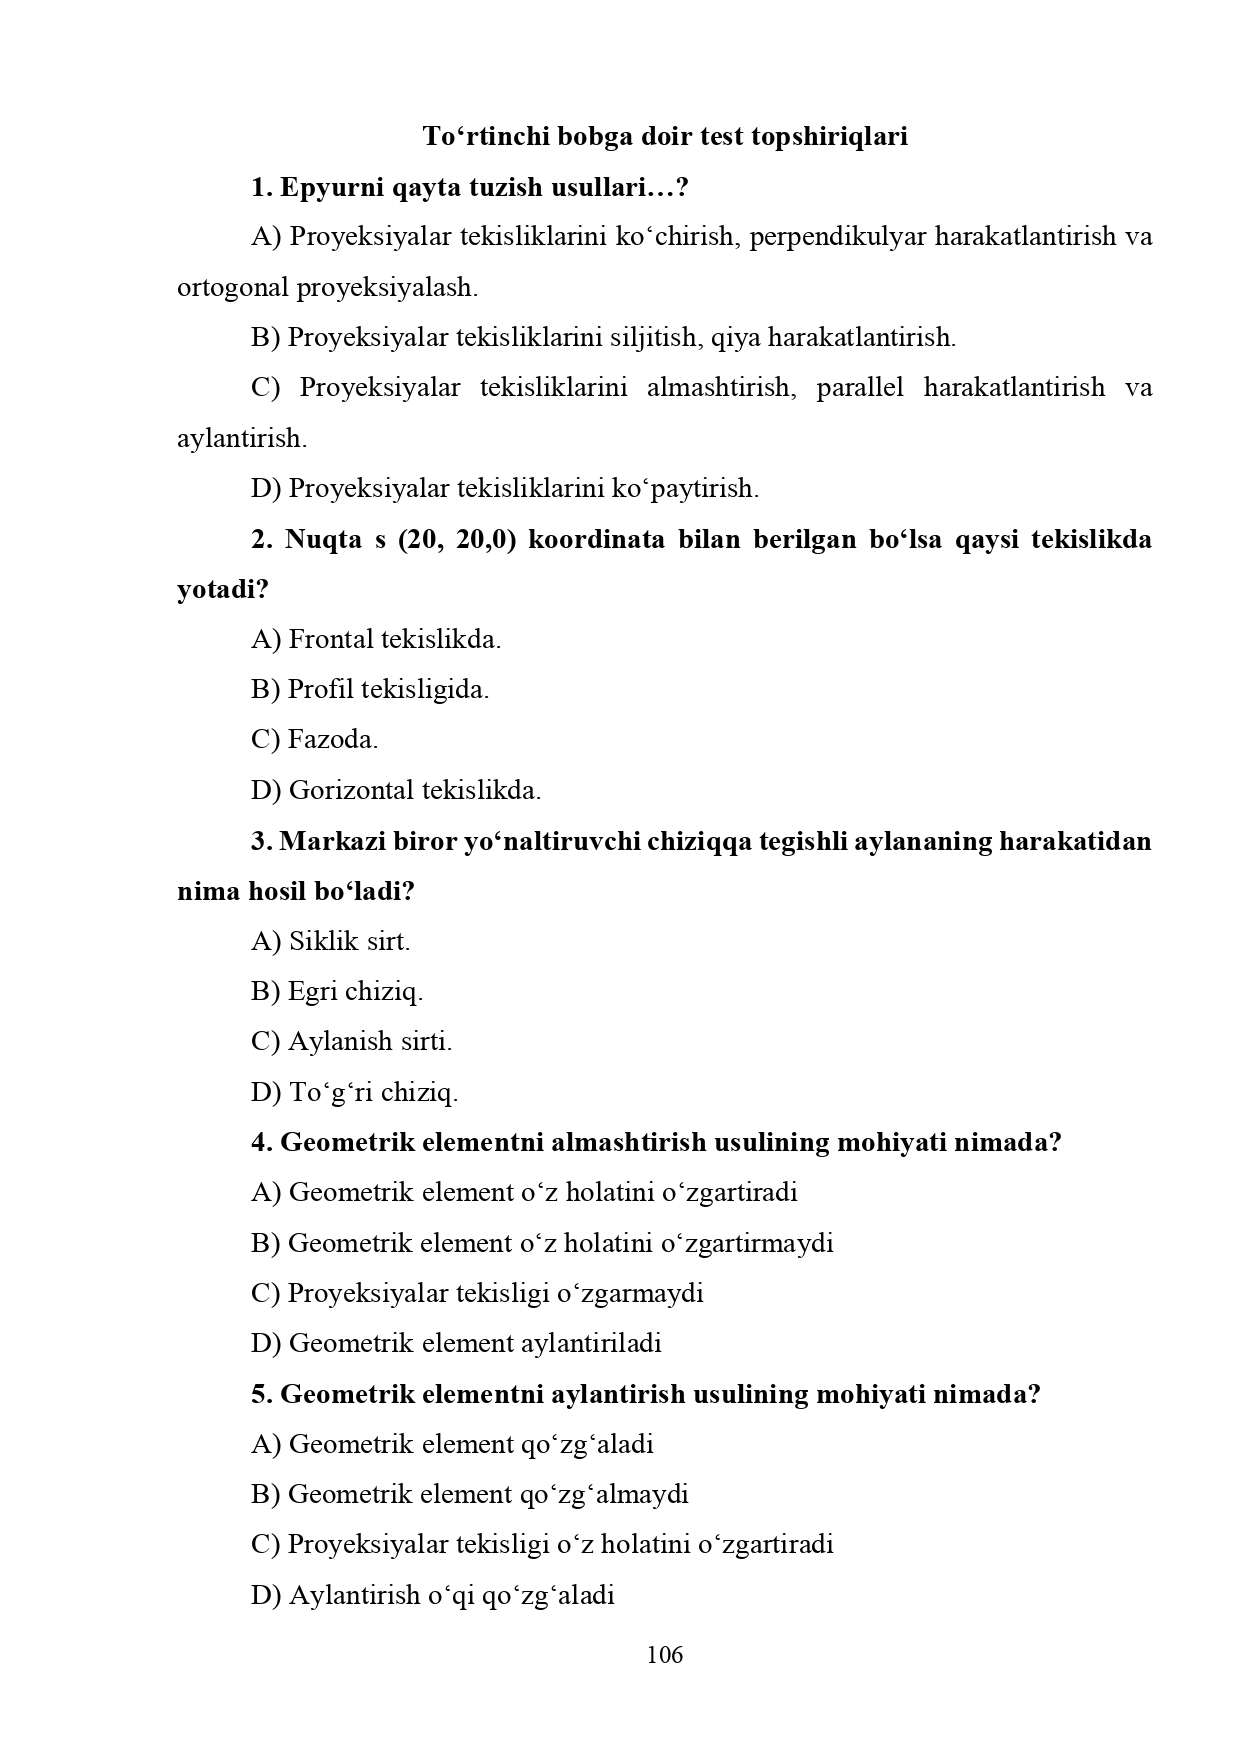 To‘rtinchi bobga doir test topshiriqlari
1. Epyurni qayta tuzish usullari…?
A) Proyeksiyalar tekisliklarini ko‘chirish, perpendikulyar harakatlantirish va
ortogonal proyeksiyalash.
B) Proyeksiyalar tekisliklarini siljitish, qiya harakatlantirish.
C) Proyeksiyalar tekisliklarini almashtirish, parallel harakatlantirish va
aylantirish.
D) Proyeksiyalar tekisliklarini ko‘paytirish.
2. Nuqta s (20, 20,0) koordinata bilan berilgan bo‘lsa qaysi tekislikda
yotadi?
A) Frontal tekislikda.
B) Profil tekisligida.
C) Fazoda.
D) Gorizontal tekislikda.
3. Markazi biror yo‘naltiruvchi chiziqqa tegishli aylananing harakatidan
nima hosil bo‘ladi?
A) Siklik sirt.
B) Egri chiziq.
C) Aylanish sirti.
D) To‘g‘ri chiziq.
4. Geometrik elementni almashtirish usulining mohiyati nimada?
A) Geometrik element o‘z holatini o‘zgartiradi
B) Geometrik element o‘z holatini o‘zgartirmaydi
C) Proyeksiyalar tekisligi o‘zgarmaydi
D) Geometrik element aylantiriladi
5. Geometrik elementni aylantirish usulining mohiyati nimada?
A) Geometrik element qo‘zg‘aladi
B) Geometrik element qo‘zg‘almaydi
C) Proyeksiyalar tekisligi o‘z holatini o‘zgartiradi
D) Aylantirish o‘qi qo‘zg‘aladi
106